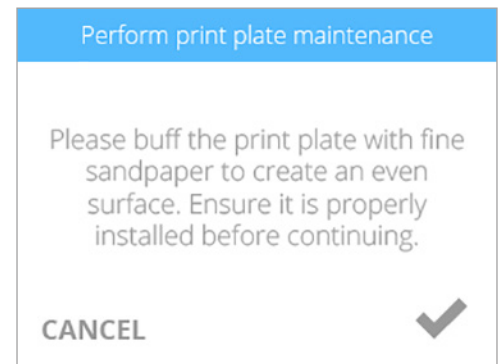 Perform print plate maintenance
Please buff the print plate with fine
sandpaper to create an even
surface. Ensure it is properly
installed before continuing.
CANCEL